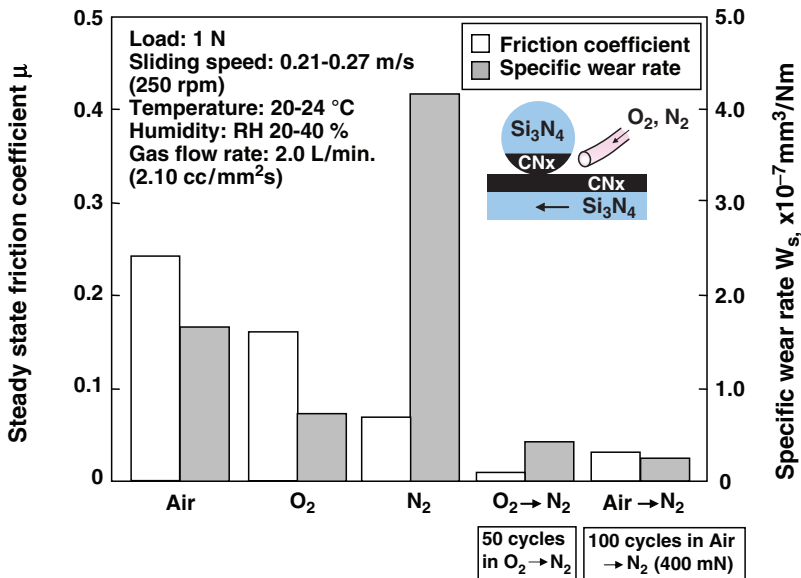 Steady state friction coefficient μ
0.5
0.4
0.3
0.2
0.1
0
Load: 1 N
Sliding speed: 0.21-0.27 m/s
(250 rpm)
Temperature: 20-24 °C
Humidity: RH 20-40 %
Gas flow rate: 2.0 L/min.
(2.10 cc/mm²s)
Friction coefficient
Specific wear rate
Si₃N₄
CNx
O₂, N₂
CNx
Si₃N₄
5.0
4.0
3.0
2.0
1.0
0
Specific wear rate Wₛ, x10⁻⁷mm³/Nm
Air
O₂
N₂
O₂→N₂
Air→N₂
50 cycles
in O₂→N₂
100 cycles in Air
→N₂ (400 mN)